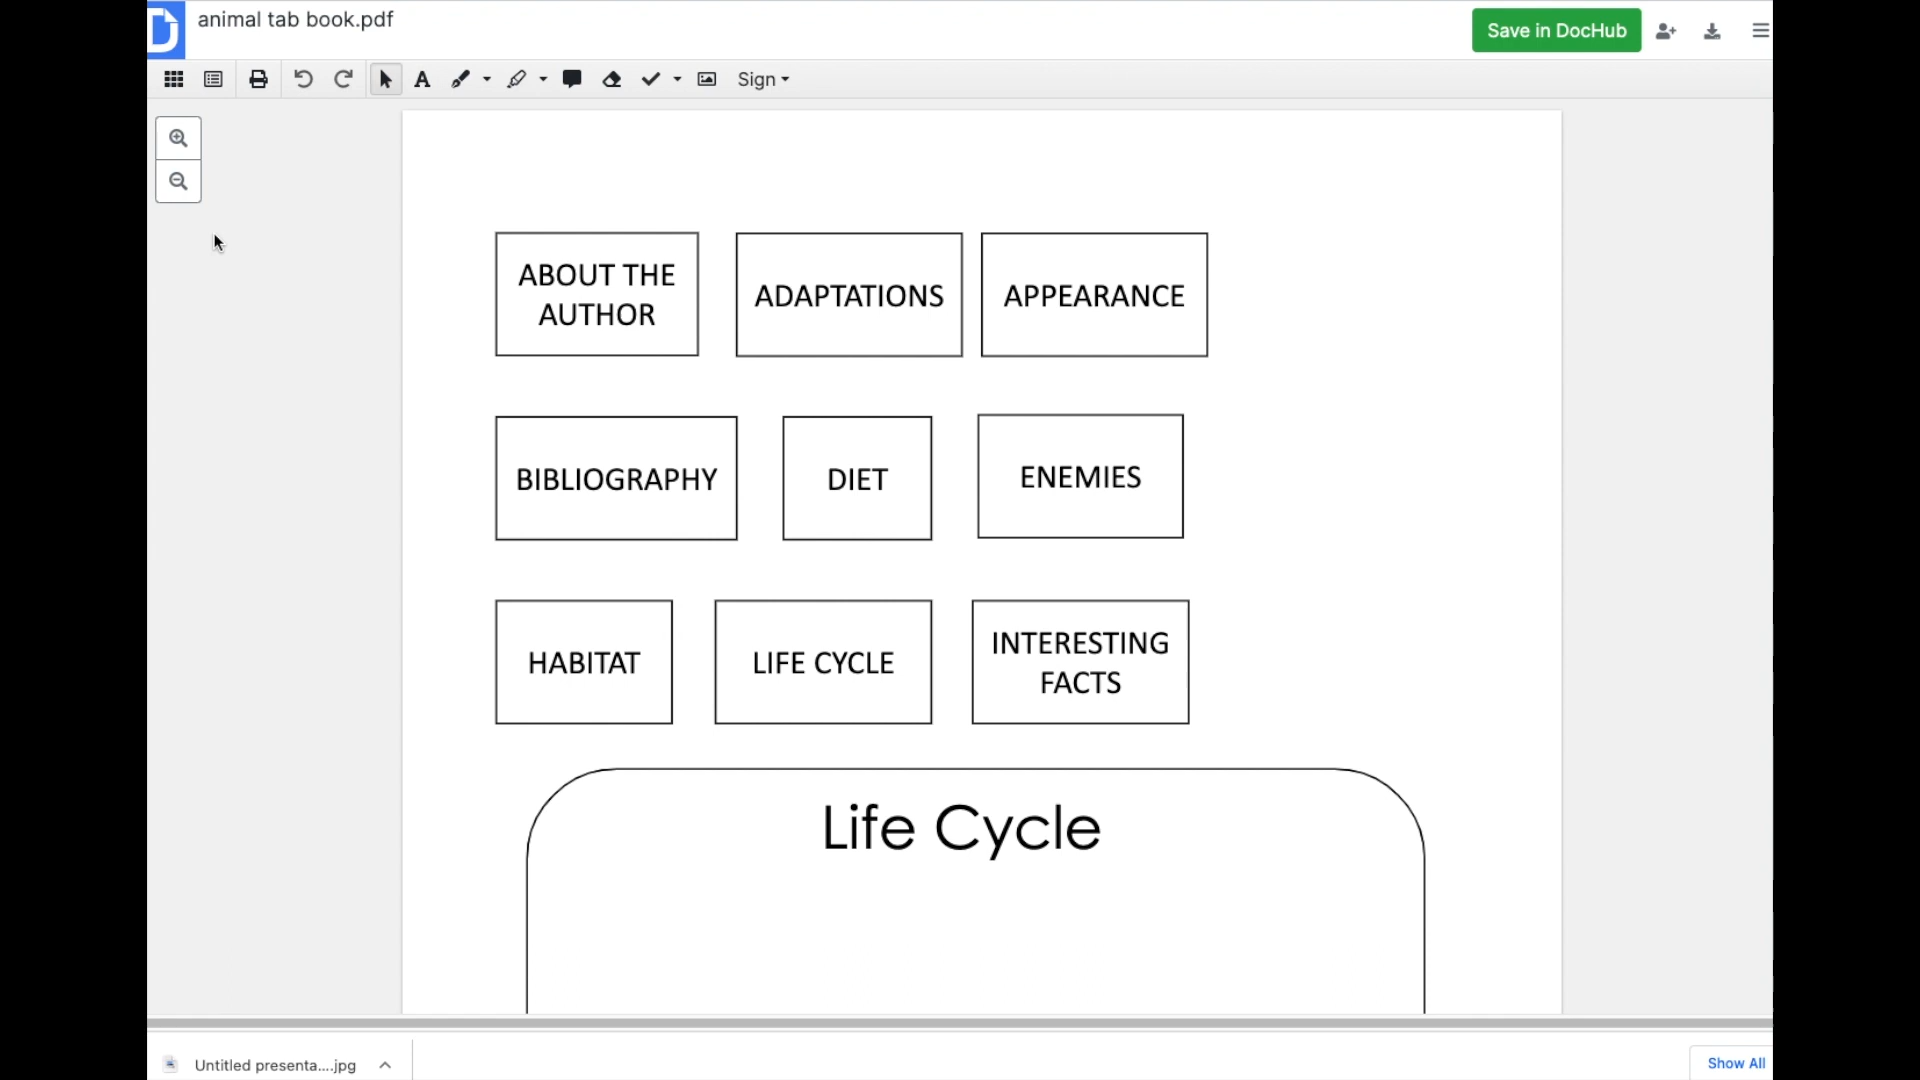 animal tab book.pdf
Save in DocHub
Sign
ABOUT THE
AUTHOR
ADAPTATIONS
APPEARANCE
BIBLIOGRAPHY
DIET
ENEMIES
HABITAT
LIFE CYCLE
INTERESTING
FACTS
Life Cycle
Untitled presenta....jpg
Show All